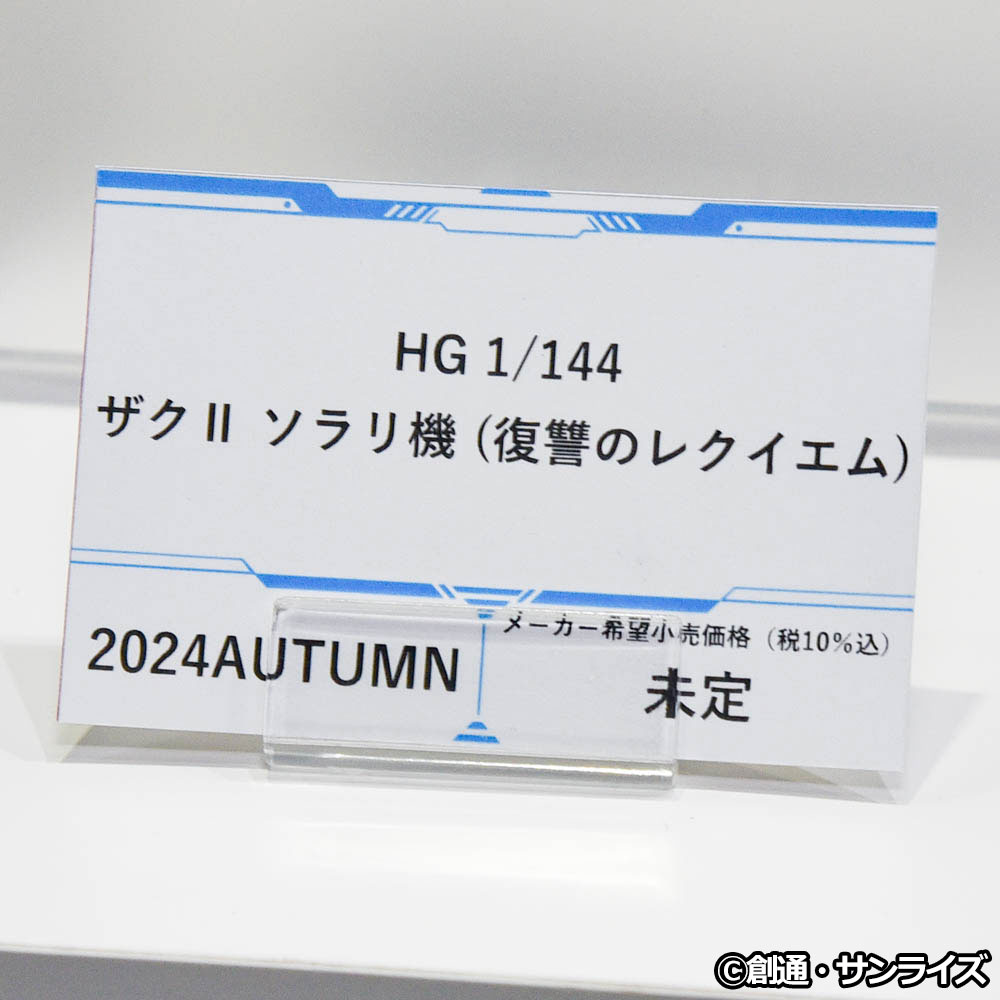 HG 1/144
ザクⅡ ソラリ機 (復讐のレクイエム)
2024AUTUMN
メーカー希望小売価格（税10%込）
未定
©創通・サンライズ